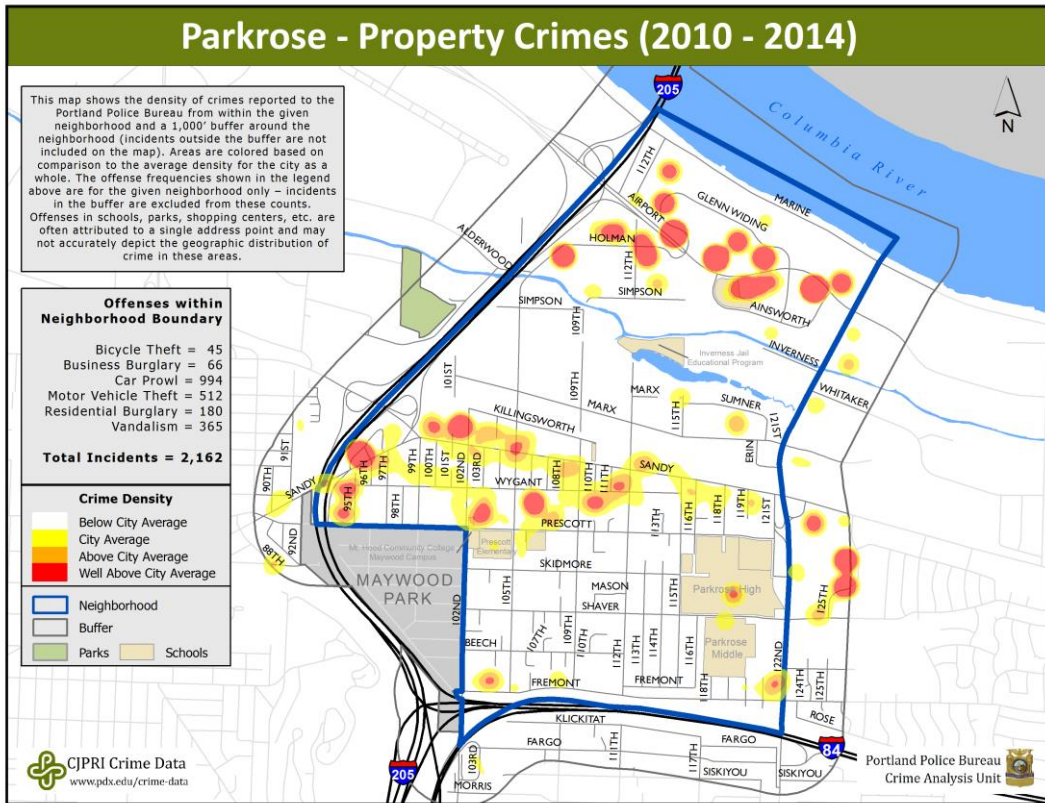 Parkrose - Property Crimes (2010 - 2014)
This map shows the density of crimes reported to the
Portland Police Bureau from within the given
neighborhood and a 1,000' buffer around the
neighborhood (incidents outside the buffer are not
included on the map). Areas are colored based on
comparison to the average density for the city as a
whole. The offense frequencies shown in the legend
above are for the given neighborhood only – incidents
in the buffer are excluded from these counts.
Offenses in schools, parks, shopping centers, etc. are
often attributed to a single address point and may
not accurately depict the geographic distribution of
crime in these areas.
Offenses within
Neighborhood Boundary
Bicycle Theft = 45
Business Burglary = 66
Car Prowl = 994
Motor Vehicle Theft = 512
Residential Burglary = 180
Vandalism = 365
Total Incidents = 2,162
Crime Density
Below City Average
City Average
Above City Average
Well Above City Average
Neighborhood
Buffer
Parks
Schools
205
N
Columbia River
112TH
AIRPORT
GLENN WIDING
MARINE
ALDERWOOD
HOLMAN
112TH
SIMPSON
SIMPSON
AINSWORTH
109TH
INVERNESS
Inverness Jail
Educational Program
WHITAKER
101ST
109TH
MARX
MARX
115TH
SUMNER
121ST
KILLINGSWORTH
ERIN
91ST
90TH
SANDY
96TH
97TH
99TH
100TH
101ST
102ND
103RD
WYGANT
108TH
110TH
111TH
SANDY
95TH
98TH
PRESCOTT
113TH
116TH
118TH
119TH
121ST
92ND
88TH
Mt. Hood Community College
Maywood Campus
Prescott
Elementary
SKIDMORE
MAYWOOD
PARK
102ND
105TH
MASON
115TH
Parkrose High
SHAVER
125TH
BEECH
107TH
109TH
110TH
112TH
113TH
114TH
116TH
Parkrose
Middle
122ND
FREMONT
FREMONT
118TH
124TH
125TH
ROSE
KLICKITAT
FARGO
111TH
117TH
FARGO
84
103RD
MORRIS
SISKIYOU
SISKIYOU
205
CJPRI Crime Data
www.pdx.edu/crime-data
Portland Police Bureau
Crime Analysis Unit